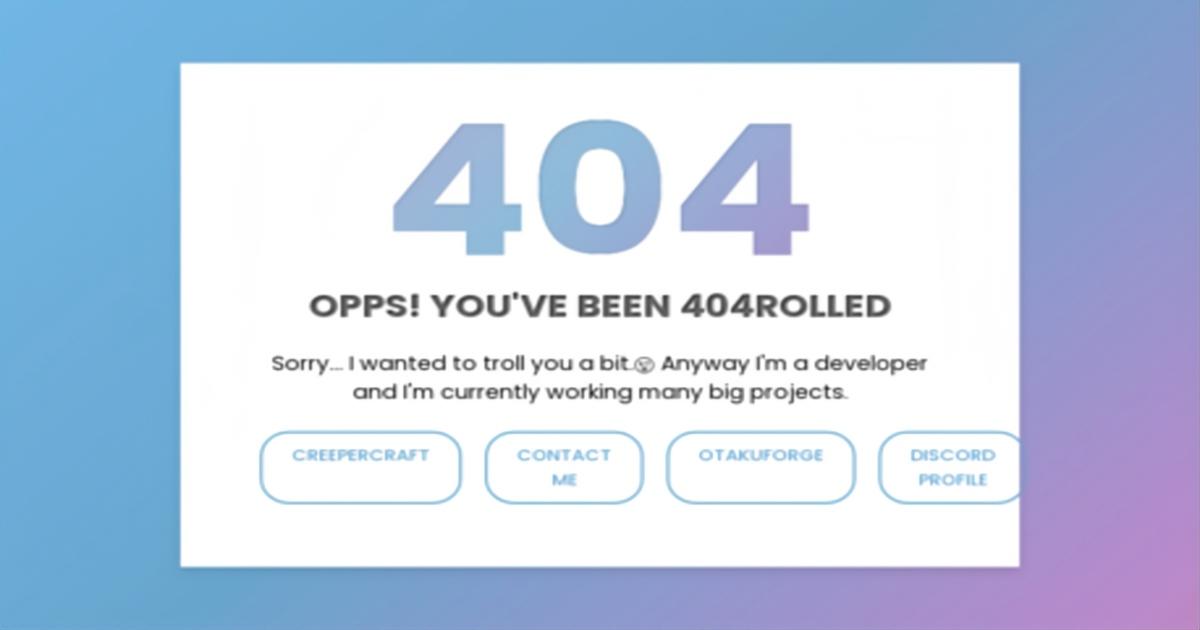 404
OPPS! YOU'VE BEEN 404ROLLED
Sorry... I wanted to troll you a bit.😚 Anyway I'm a developer
and I'm currently working many big projects.
CREEPERCRAFT
CONTACT
ME
OTAKUFORGE
DISCORD
PROFILE